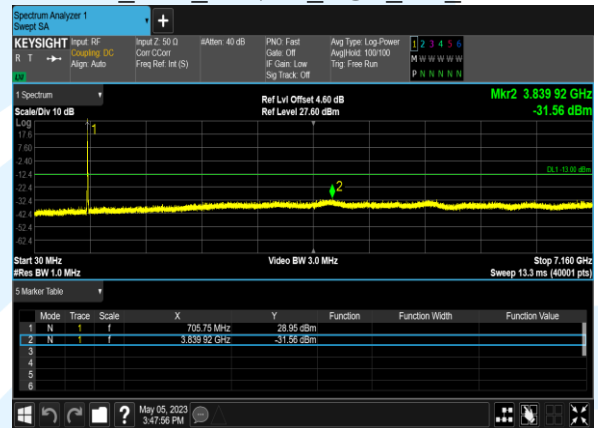 Spectrum Analyzer 1
Swept SA
+
KEYSIGHT Input: RF Input Z: 50 Ω #Atten: 40 dB PNO: Fast Avg Type: Log-Power 1 2 3 4 5 6
R T Coupling: DC Corr CCorr Gate: Off Avg|Hold: 100/100 M W W W W W
Align: Auto Freq Ref: Int (S) IF Gain: Low Trig: Free Run
Sig Track: Off P N N N N N
1 Spectrum Ref Lvl Offset 4.60 dB Mkr2 3.839 92 GHz
Scale/Div 10 dB Ref Level 27.60 dBm -31.56 dBm
Log
17.6
7.60
-2.40
-12.4
-22.4
-32.4
-42.4
-52.4
-62.4
1
DL1 -13.00 dBm
2
Start 30 MHz Video BW 3.0 MHz Stop 7.160 GHz
#Res BW 1.0 MHz Sweep 13.3 ms (40001 pts)
5 Marker Table
Mode Trace Scale X Y Function Function Width Function Value
1 N 1 f 705.75 MHz 28.95 dBm
2 N 1 f 3.839 92 GHz -31.56 dBm
3
4
5
6
? May 05, 2023
3:47:56 PM